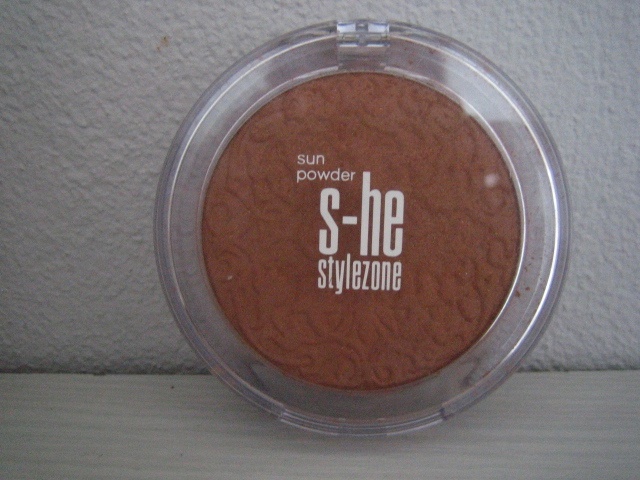 sun
powder
s-he
stylezone